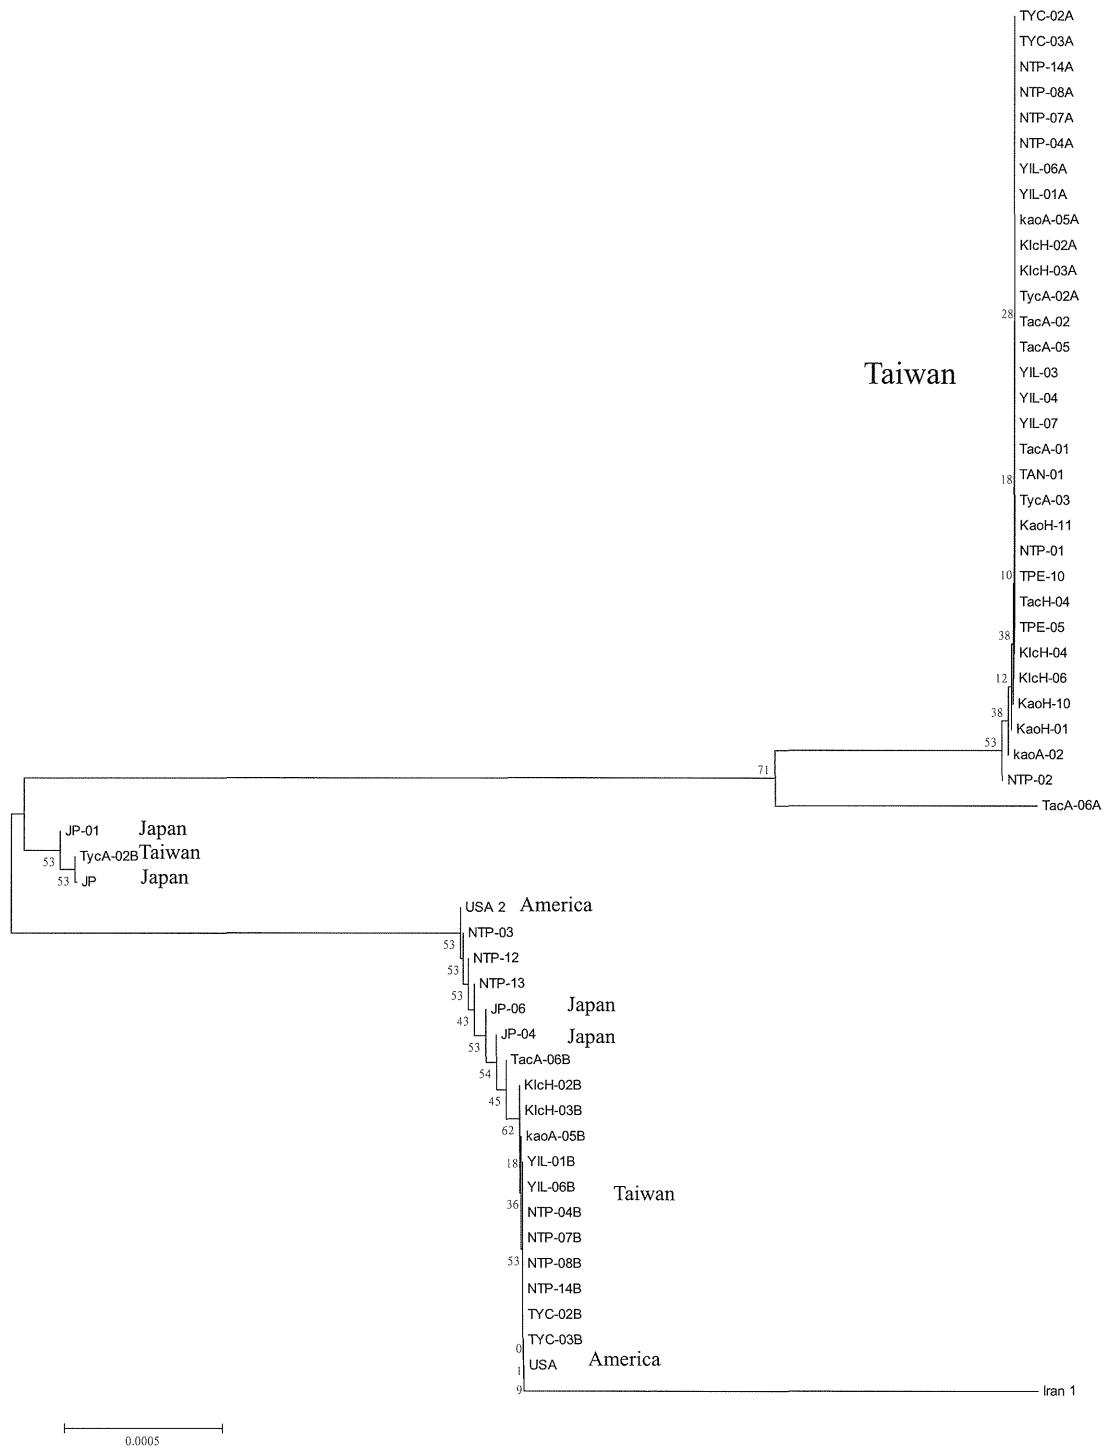 TYC-02A
TYC-03A
NTP-14A
NTP-08A
NTP-07A
NTP-04A
YIL-06A
YIL-01A
kaoA-05A
KlcH-02A
KlcH-03A
TycA-02A
28
TacA-02
TacA-05
Taiwan
YIL-03
YIL-04
YIL-07
TacA-01
18
TAN-01
TycA-03
KaoH-11
NTP-01
10
TPE-10
TacH-04
TPE-05
38
KlcH-04
12
KlcH-06
KaoH-10
38
KaoH-01
53
kaoA-02
71
NTP-02
TacA-06A
JP-01 Japan
53
TycA-02B Taiwan
53
JP Japan
USA 2 America
NTP-03
53
NTP-12
53
NTP-13
53
JP-06 Japan
43
JP-04 Japan
53
TacA-06B
54
KlcH-02B
45
KlcH-03B
62
kaoA-05B
18
YIL-01B
YIL-06B
Taiwan
36
NTP-04B
NTP-07B
53
NTP-08B
NTP-14B
TYC-02B
TYC-03B
0
USA America
1
9
Iran 1
0.0005